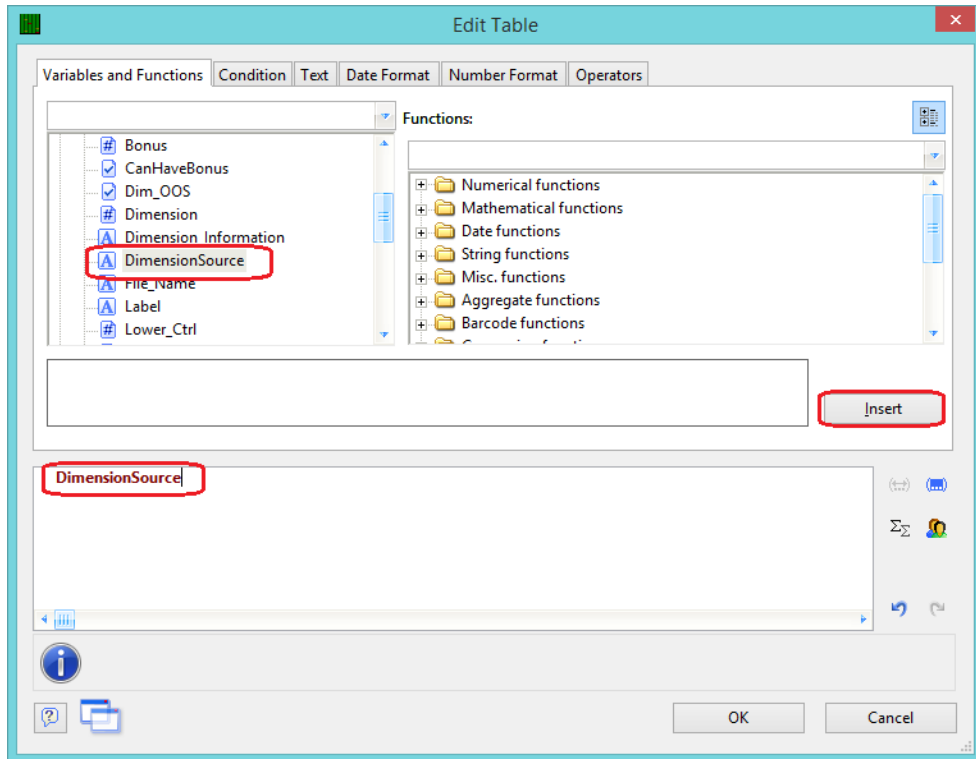 Edit Table
Variables and Functions Condition Text Date Format Number Format Operators
Functions:
Bonus
CanHaveBonus
Dim_OOS
Dimension
Dimension_Information
DimensionSource
File_Name
Label
Lower_Ctrl
Numerical functions
Mathematical functions
Date functions
String functions
Misc. functions
Aggregate functions
Barcode functions
Insert
DimensionSource
OK
Cancel